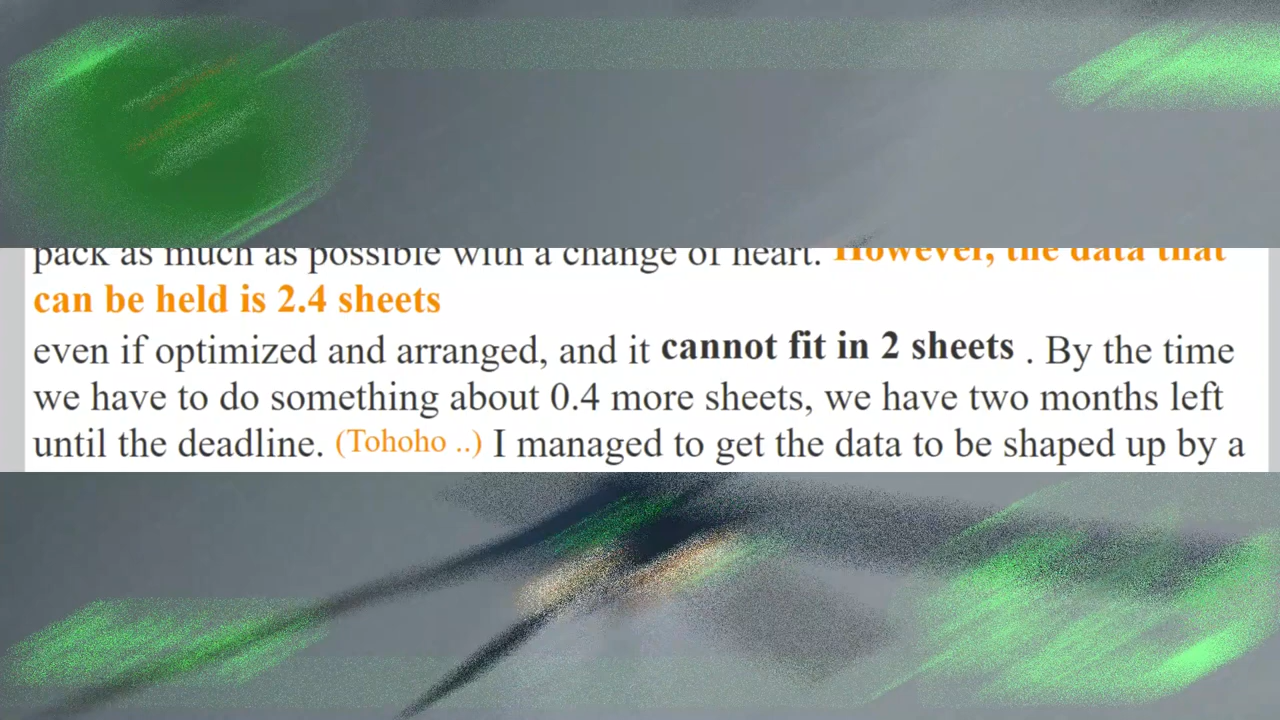 pack as much as possible with a change of heart. However, the data that
can be held is 2.4 sheets
even if optimized and arranged, and it cannot fit in 2 sheets . By the time
we have to do something about 0.4 more sheets, we have two months left
until the deadline. (Tohoho ..) I managed to get the data to be shaped up by a